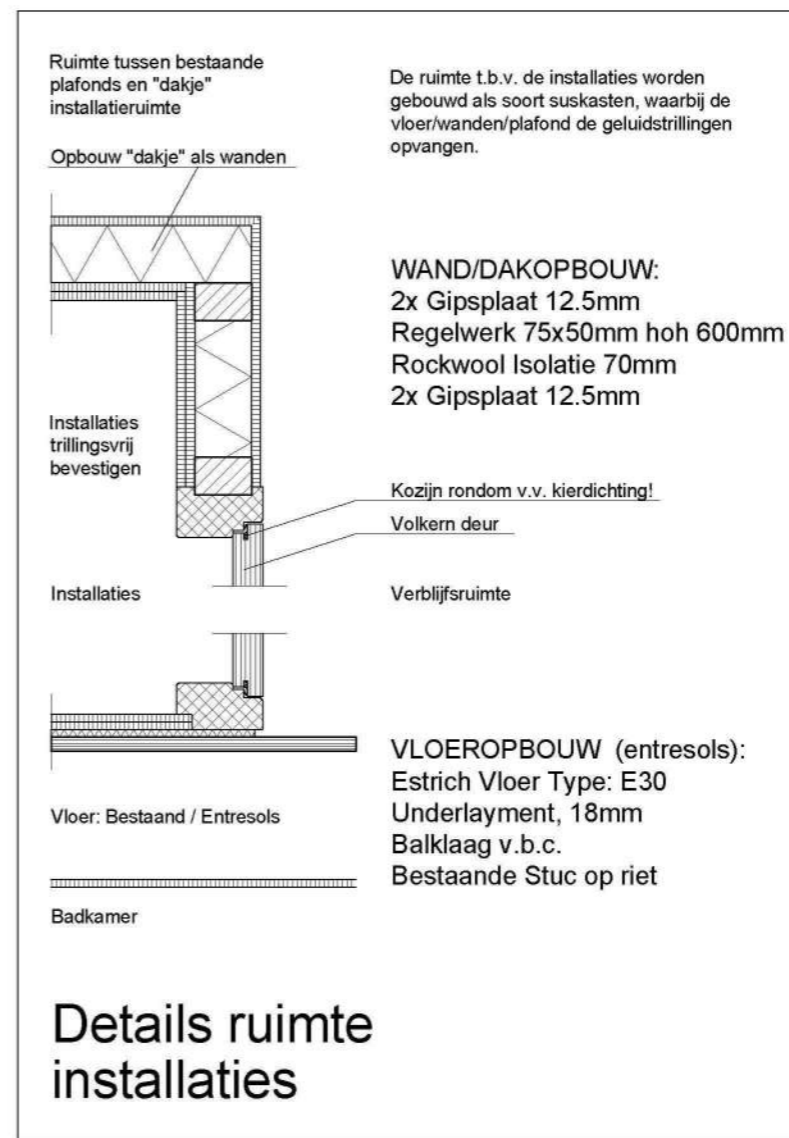 Ruimte tussen bestaande
plafonds en "dakje"
installatieruimte
De ruimte t.b.v. de installaties worden
gebouwd als soort suskasten, waarbij de
vloer/wanden/plafond de geluidstrillingen
opvangen.
Opbouw "dakje" als wanden
WAND/DAKOPBOUW:
2x Gipsplaat 12.5mm
Regelwerk 75x50mm hoh 600mm
Rockwool Isolatie 70mm
2x Gipsplaat 12.5mm
Installaties
trillingsvrij
bevestigen
Kozijn rondom v.v. kierdichting!
Volkern deur
Installaties
Verblijfsruimte
VLOEROPBOUW (entresols):
Estrich Vloer Type: E30
Underlayment, 18mm
Balklaag v.b.c.
Bestaande Stuc op riet
Vloer: Bestaand / Entresols
Badkamer
Details ruimte
installaties